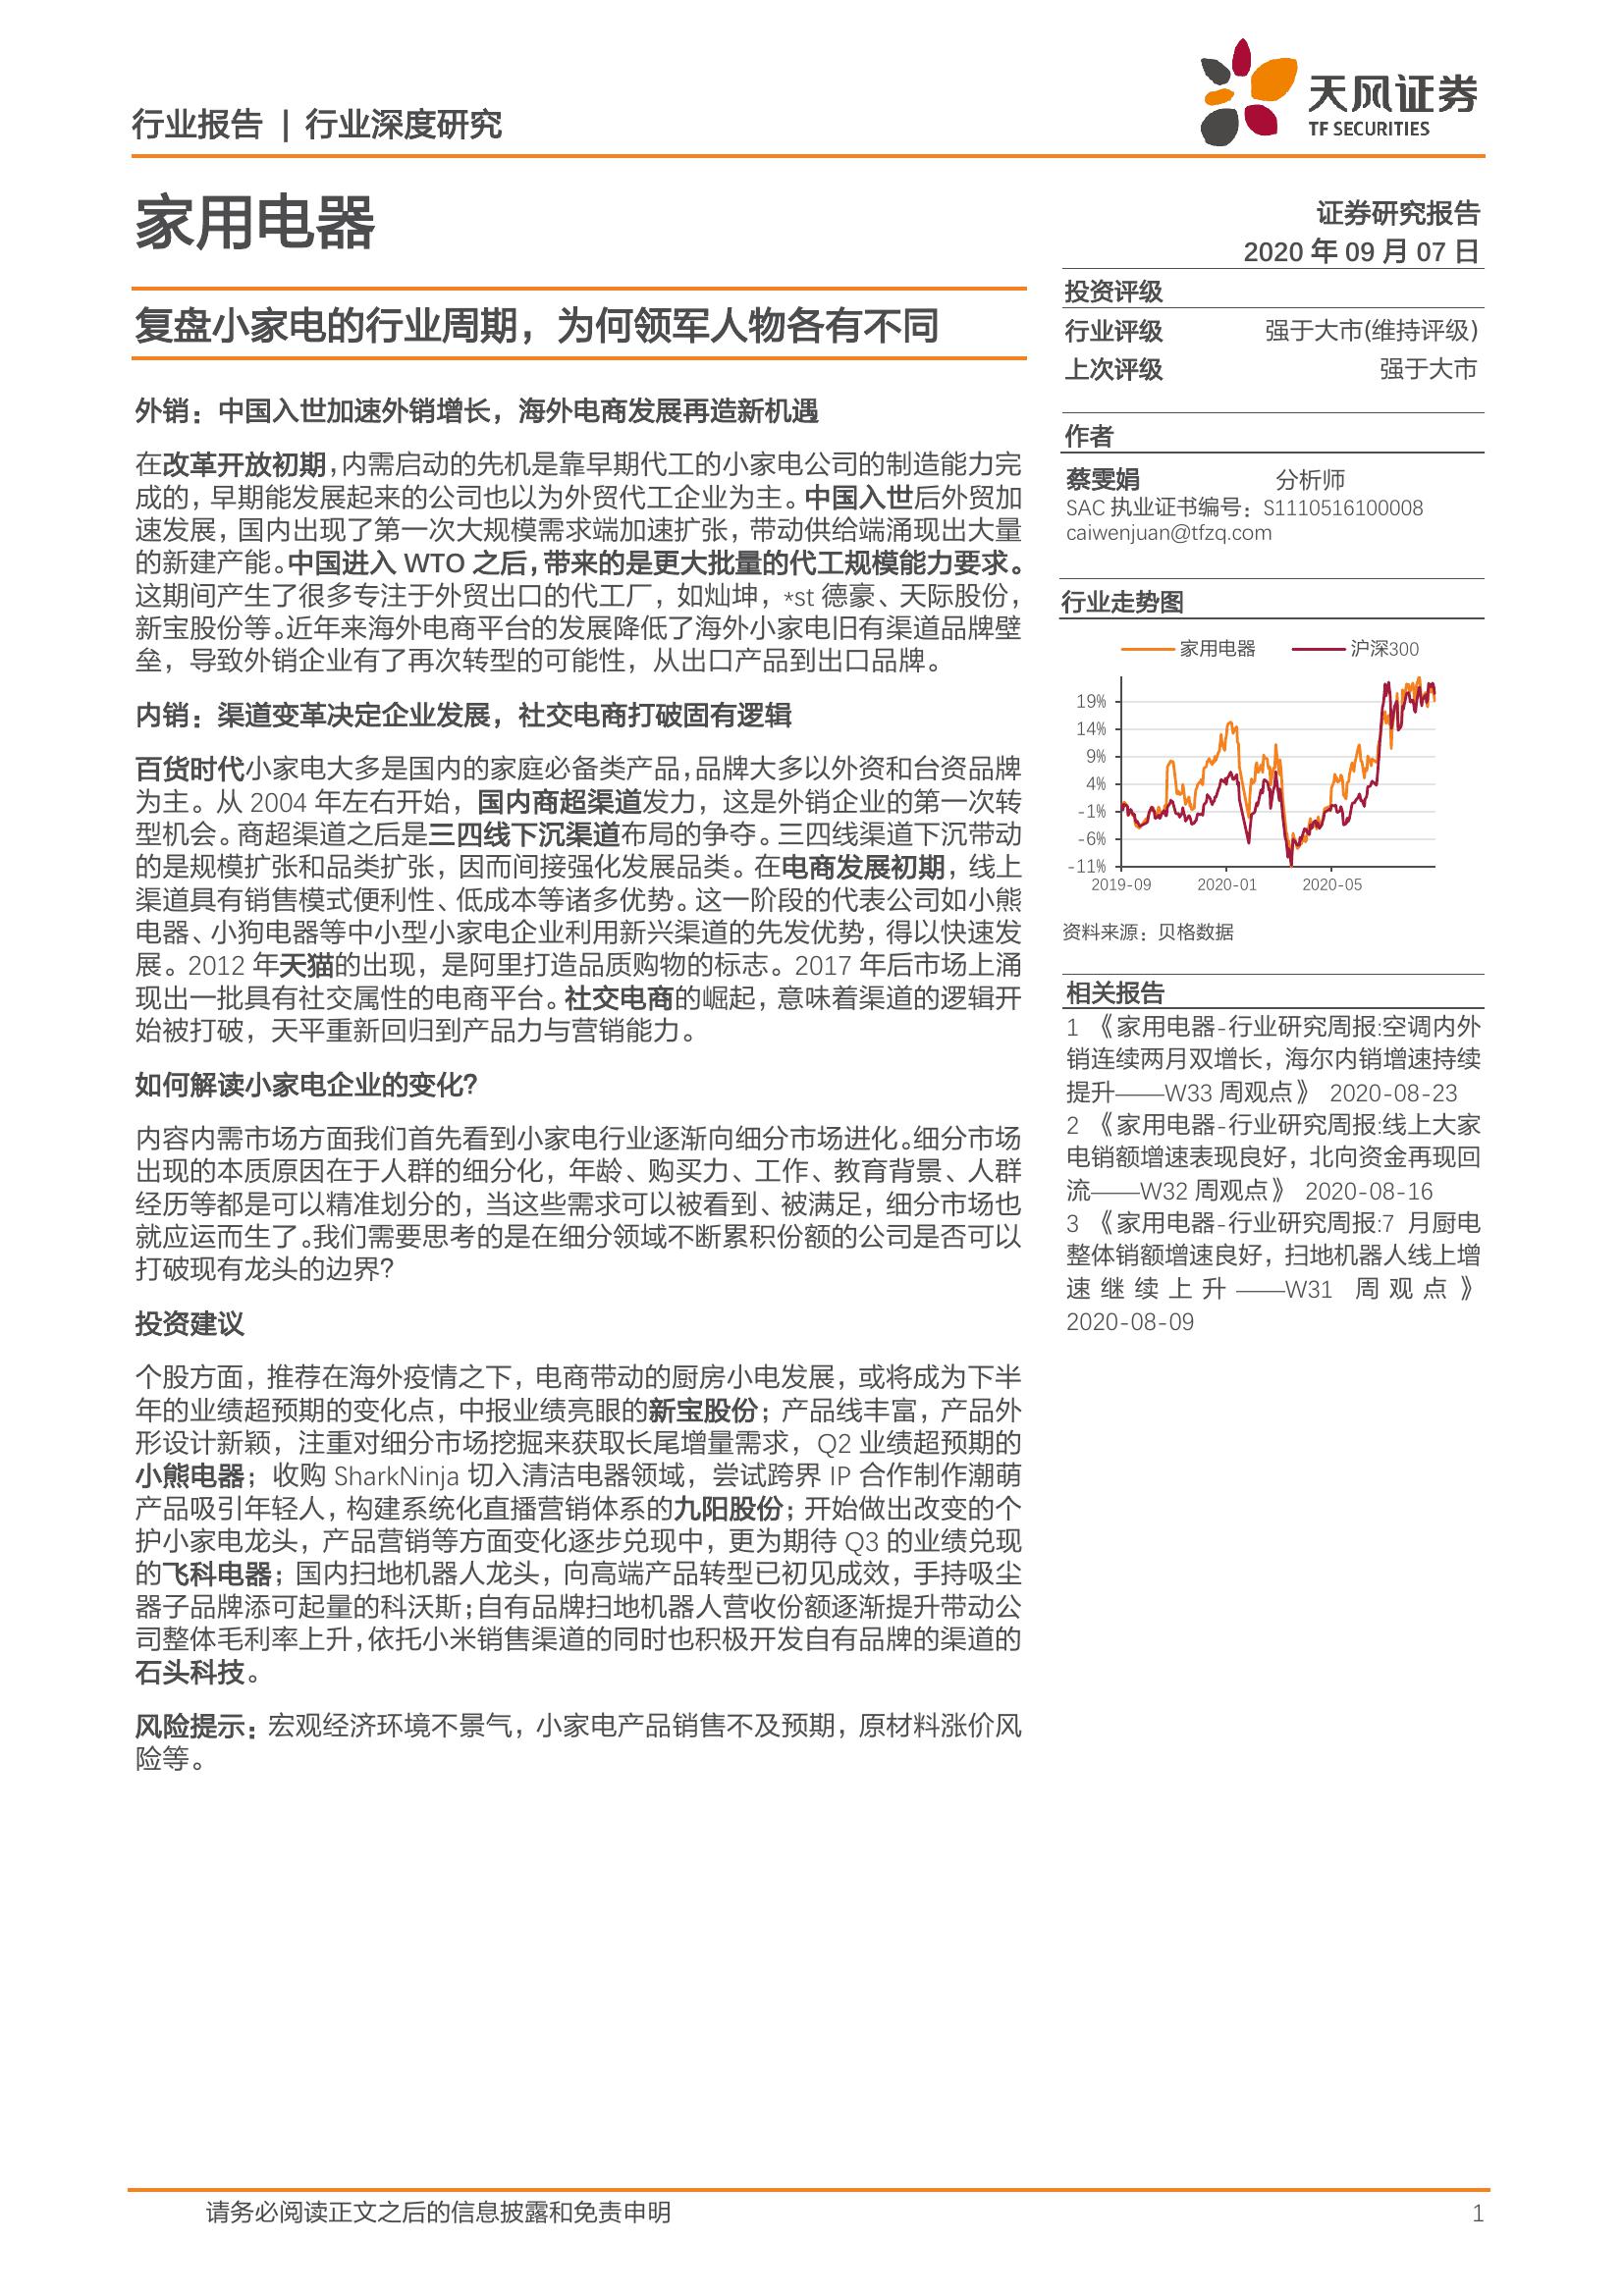 行业报告 | 行业深度研究
天风证券
TF SECURITIES
家用电器
证券研究报告
2020 年 09 月 07 日
复盘小家电的行业周期，为何领军人物各有不同
外销：中国入世加速外销增长，海外电商发展再造新机遇
在改革开放初期，内需启动的先机是靠早期代工的小家电公司的制造能力完
成的，早期能发展起来的公司也以为外贸代工企业为主。中国入世后外贸加
速发展，国内出现了第一次大规模需求端加速扩张，带动供给端涌现出大量
的新建产能。中国进入 WTO 之后，带来的是更大批量的代工规模能力要求。
这期间产生了很多专注于外贸出口的代工厂，如灿坤，*st 德豪、天际股份，
新宝股份等。近年来海外电商平台的发展降低了海外小家电旧有渠道品牌壁
垒，导致外销企业有了再次转型的可能性，从出口产品到出口品牌。
内销：渠道变革决定企业发展，社交电商打破固有逻辑
百货时代小家电大多是国内的家庭必备类产品，品牌大多以外资和台资品牌
为主。从 2004 年左右开始，国内商超渠道发力，这是外销企业的第一次转
型机会。商超渠道之后是三四线下沉渠道布局的争夺。三四线渠道下沉带动
的是规模扩张和品类扩张，因而间接强化发展品类。在电商发展初期，线上
渠道具有销售模式便利性、低成本等诸多优势。这一阶段的代表公司如小熊
电器、小狗电器等中小型小家电企业利用新兴渠道的先发优势，得以快速发
展。2012 年天猫的出现，是阿里打造品质购物的标志。2017 年后市场上涌
现出一批具有社交属性的电商平台。社交电商的崛起，意味着渠道的逻辑开
始被打破，天平重新回归到产品力与营销能力。
如何解读小家电企业的变化？
内容内需市场方面我们首先看到小家电行业逐渐向细分市场进化。细分市场
出现的本质原因在于人群的细分化，年龄、购买力、工作、教育背景、人群
经历等都是可以精准划分的，当这些需求可以被看到、被满足，细分市场也
就应运而生了。我们需要思考的是在细分领域不断累积份额的公司是否可以
打破现有龙头的边界？
投资建议
个股方面，推荐在海外疫情之下，电商带动的厨房小电发展，或将成为下半
年的业绩超预期的变化点，中报业绩亮眼的新宝股份；产品线丰富，产品外
形设计新颖，注重对细分市场挖掘来获取长尾增量需求，Q2 业绩超预期的
小熊电器；收购 SharkNinja 切入清洁电器领域，尝试跨界 IP 合作制作潮萌
产品吸引年轻人，构建系统化直播营销体系的九阳股份；开始做出改变的个
护小家电龙头，产品营销等方面变化逐步兑现中，更为期待 Q3 的业绩兑现
的飞科电器；国内扫地机器人龙头，向高端产品转型已初见成效，手持吸尘
器子品牌添可起量的科沃斯；自有品牌扫地机器人营收份额逐渐提升带动公
司整体毛利率上升，依托小米销售渠道的同时也积极开发自有品牌的渠道的
石头科技。
风险提示：宏观经济环境不景气，小家电产品销售不及预期，原材料涨价风
险等。
投资评级
行业评级 强于大市(维持评级)
上次评级 强于大市
作者
蔡雯娟 分析师
SAC 执业证书编号：S1110516100008
caiwenjuan@tfzq.com
行业走势图
家用电器 沪深300
19%
14%
9%
4%
-1%
-6%
-11%
2019-09 2020-01 2020-05
资料来源：贝格数据
相关报告
1 《家用电器-行业研究周报:空调内外
销连续两月双增长，海尔内销增速持续
提升——W33 周观点》 2020-08-23
2 《家用电器-行业研究周报:线上大家
电销额增速表现良好，北向资金再现回
流——W32 周观点》 2020-08-16
3 《家用电器-行业研究周报:7 月厨电
整体销额增速良好，扫地机器人线上增
速继续上升——W31 周观点》
2020-08-09
请务必阅读正文之后的信息披露和免责申明 1